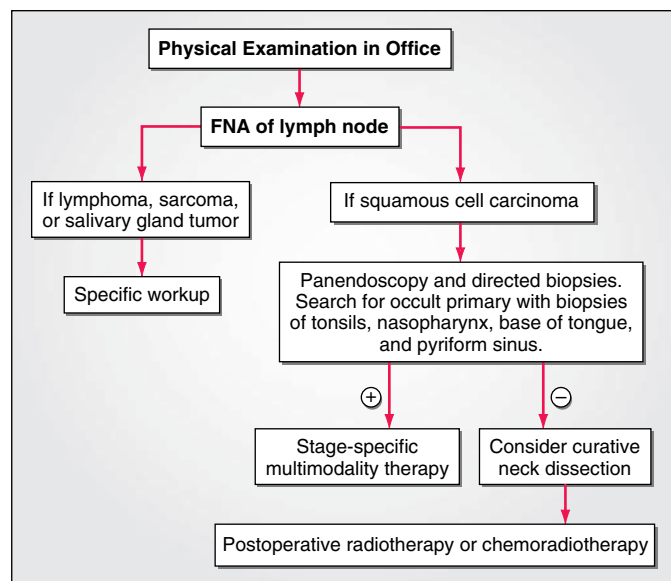 Physical Examination in Office
FNA of lymph node
If lymphoma, sarcoma,
or salivary gland tumor
If squamous cell carcinoma
Specific workup
Panendoscopy and directed biopsies.
Search for occult primary with biopsies
of tonsils, nasopharynx, base of tongue,
and pyriform sinus.
+
−
Stage-specific
multimodality therapy
Consider curative
neck dissection
Postoperative radiotherapy or chemoradiotherapy